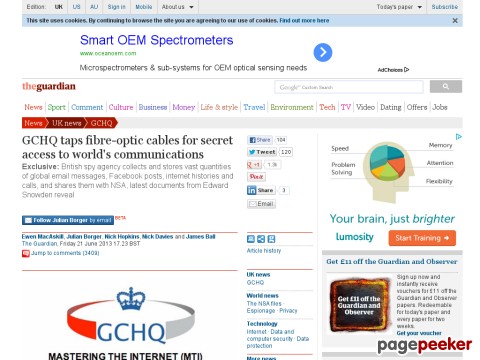 Edition: UK US AU Today's paper Subscribe
This site uses cookies. By continuing to browse the site you are agreeing to our use of cookies. Find out more here
Smart OEM Spectrometers
www.oceanoem.com
Microspectrometers & sub-systems for OEM optical sensing needs
AdChoices
theguardian
Google Custom Search
News Sport Comment Culture Business Money Life & style Travel Environment Tech TV Video Dating Offers Jobs
News UK news GCHQ
GCHQ taps fibre-optic cables for secret
access to world's communications
Exclusive: British spy agency collects and stores vast quantities
of global email messages, Facebook posts, internet histories and
calls, and shares them with NSA, latest documents from Edward
Snowden reveal
Follow Julian Borger by email BETA
Ewen MacAskill, Julian Borger, Nick Hopkins, Nick Davies and James Ball
The Guardian, Friday 21 June 2013 17.23 BST
Jump to comments (3409)
GCHQ
MASTERING THE INTERNET (MTI)
Share 104
Tweet 129
+1 1.3k
Pin it
Share 3
Email
Article history
UK news
GCHQ
World news
The NSA files ·
Espionage · Privacy
Technology
Internet · Data and
computer security · Data
protection
More news
Speed
Memory
Problem
Solving
Attention
Flexibility
Your brain, just brighter
lumosity
Start Training
Get £11 off the Guardian and Observer
Get £11 off the
Guardian and
Observer
Sign up now and
instantly receive
vouchers for £11 off the
Guardian and Observer
papers. Redeemable
for today's paper and
every paper for two
weeks.
Get your voucher
pagepeeker